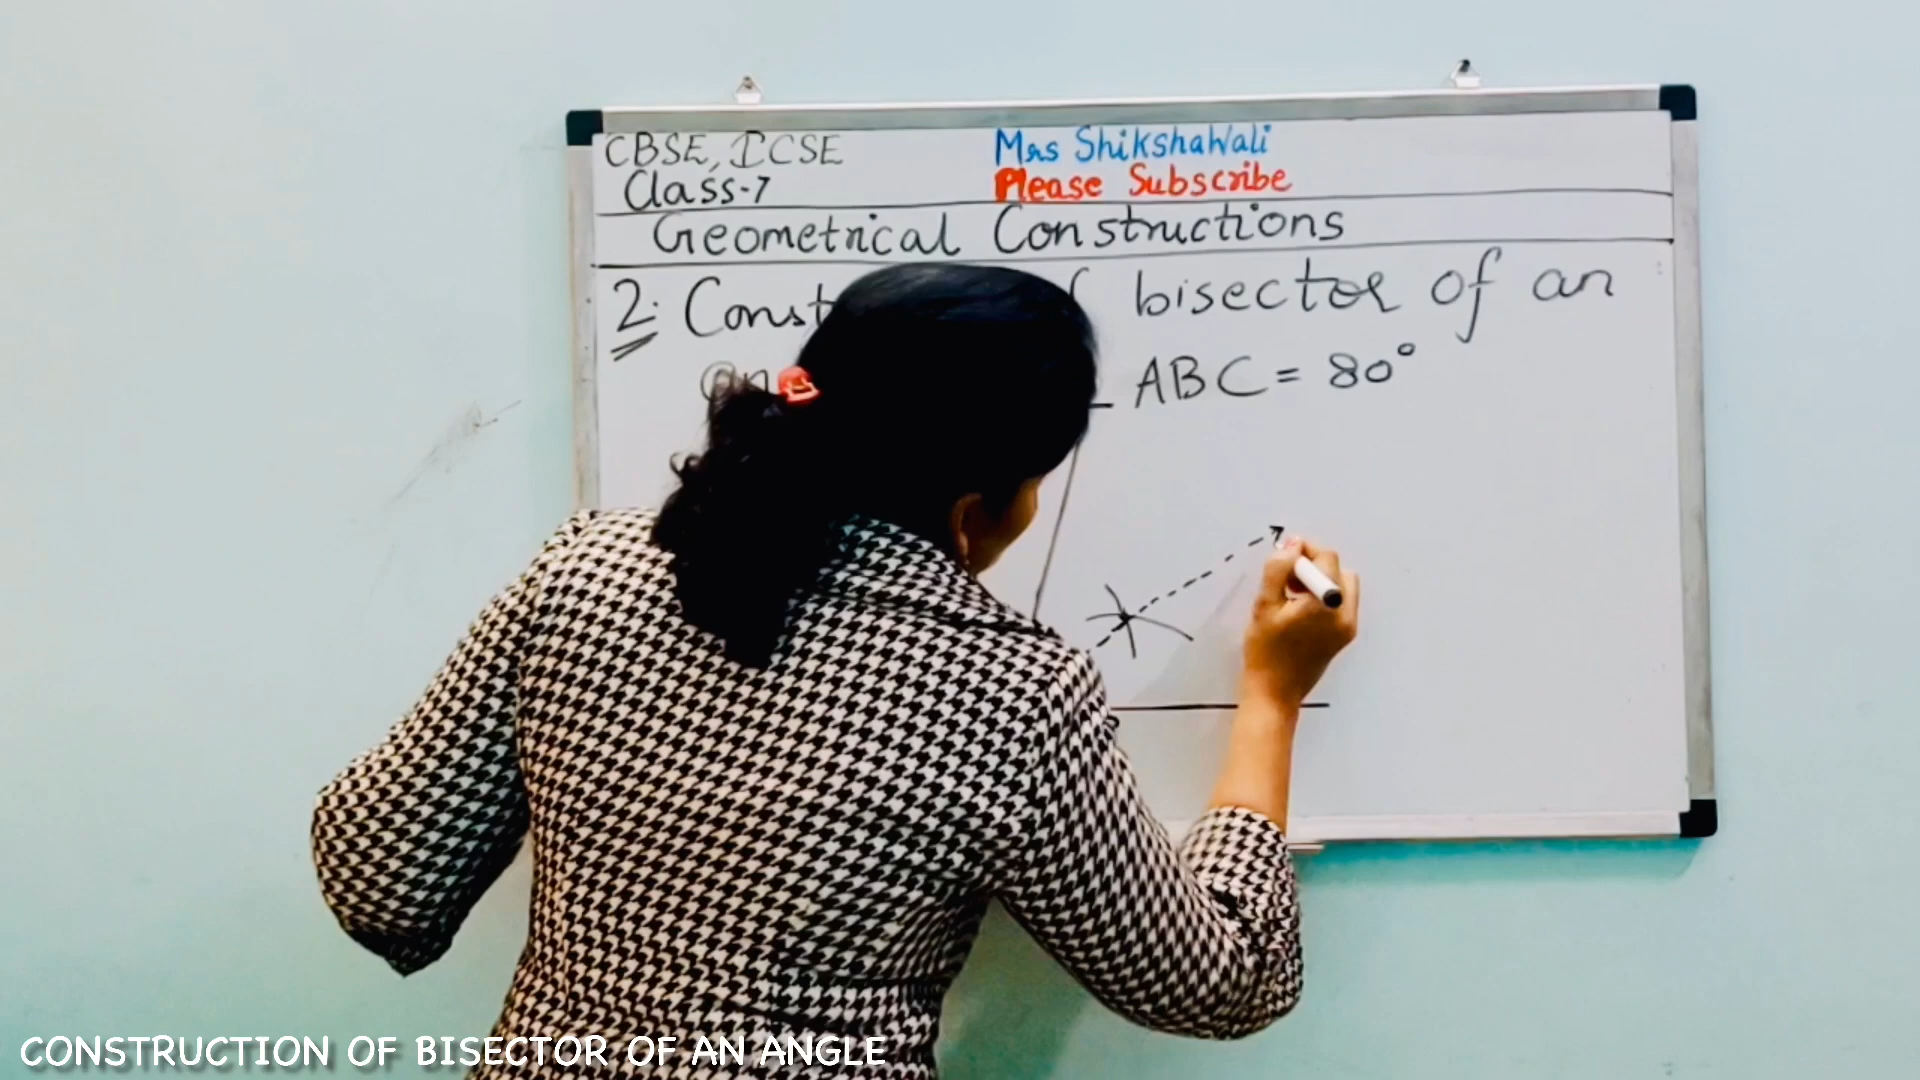 CBSE, ICSE
Mrs ShikshaWali
Class-7
Please Subscribe
Geometrical Constructions
2. bisector of an
ABC = 80°
CONSTRUCTION OF BISECTOR OF AN ANGLE